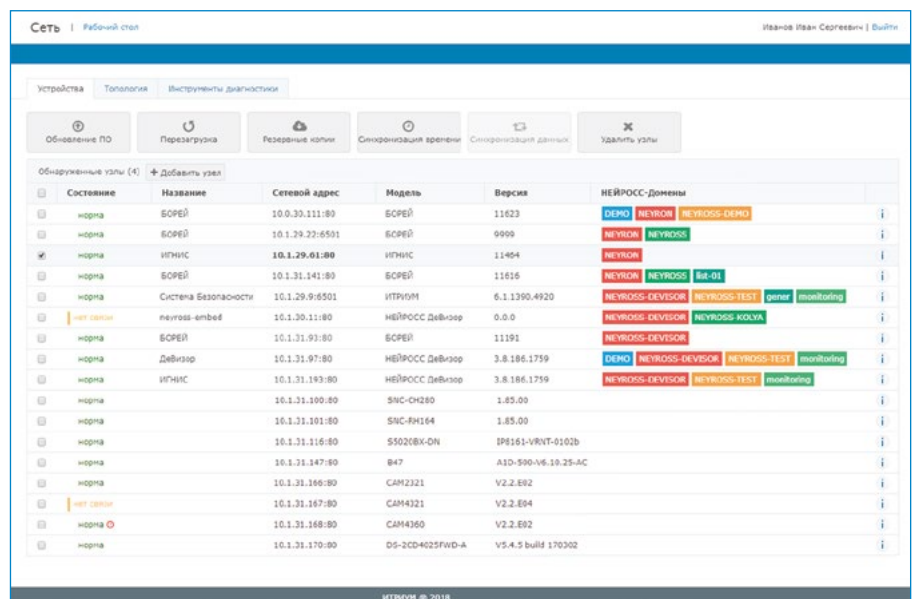 Сеть | Рабочий стол Иванов Иван Сергеевич | Выйти
Устройства Топология Инструменты диагностики
Обновление ПО Перезагрузка Резервные копии Синхронизация времени Синхронизация данных Удалить узлы
Обнаруженные узлы (4) + Добавить узел
Состояние Название Сетевой адрес Модель Версия НЕЙРОСС-Домены
норма БОРЕЙ 10.0.30.111:80 БОРЕЙ 11623 DEMO NEYRON NEYROSS-DEMO
норма БОРЕЙ 10.1.29.22:6501 БОРЕЙ 9999 NEYRON NEYROSS
норма ИГНИС 10.1.29.61:80 ИГНИС 11464 NEYRON
норма БОРЕЙ 10.1.31.141:80 БОРЕЙ 11616 NEYRON NEYROSS list-01
норма Система Безопасности 10.1.29.9:6501 ИТРИУМ 6.1.1390.4920 NEYROSS-DEVISOR NEYROSS-TEST gener monitoring
нет связи neyross-embed 10.1.30.11:80 НЕЙРОСС ДеВизор 0.0.0 NEYROSS-DEVISOR NEYROSS-KOLYA
норма БОРЕЙ 10.1.31.93:80 БОРЕЙ 11191 NEYROSS-DEVISOR
норма ДеВизор 10.1.31.97:80 НЕЙРОСС ДеВизор 3.8.186.1759 DEMO NEYROSS-DEVISOR NEYROSS-TEST monitoring
норма ИГНИС 10.1.31.193:80 НЕЙРОСС ДеВизор 3.8.186.1759 NEYROSS-DEVISOR NEYROSS-TEST monitoring
норма 10.1.31.100:80 SNC-CH280 1.85.00
норма 10.1.31.101:80 SNC-RH164 1.85.00
норма 10.1.31.116:80 S5020BX-DN IP8161-VRNT-0102b
норма 10.1.31.147:80 B47 A1D-500-V6.10.25-AC
норма 10.1.31.166:80 CAM2321 V2.2.E02
нет связи 10.1.31.167:80 CAM4321 V2.2.E04
норма 10.1.31.168:80 CAM4360 V2.2.E02
норма 10.1.31.170:80 DS-2CD4025FWD-A V5.4.5 build 170302
ИТРИУМ @ 2018